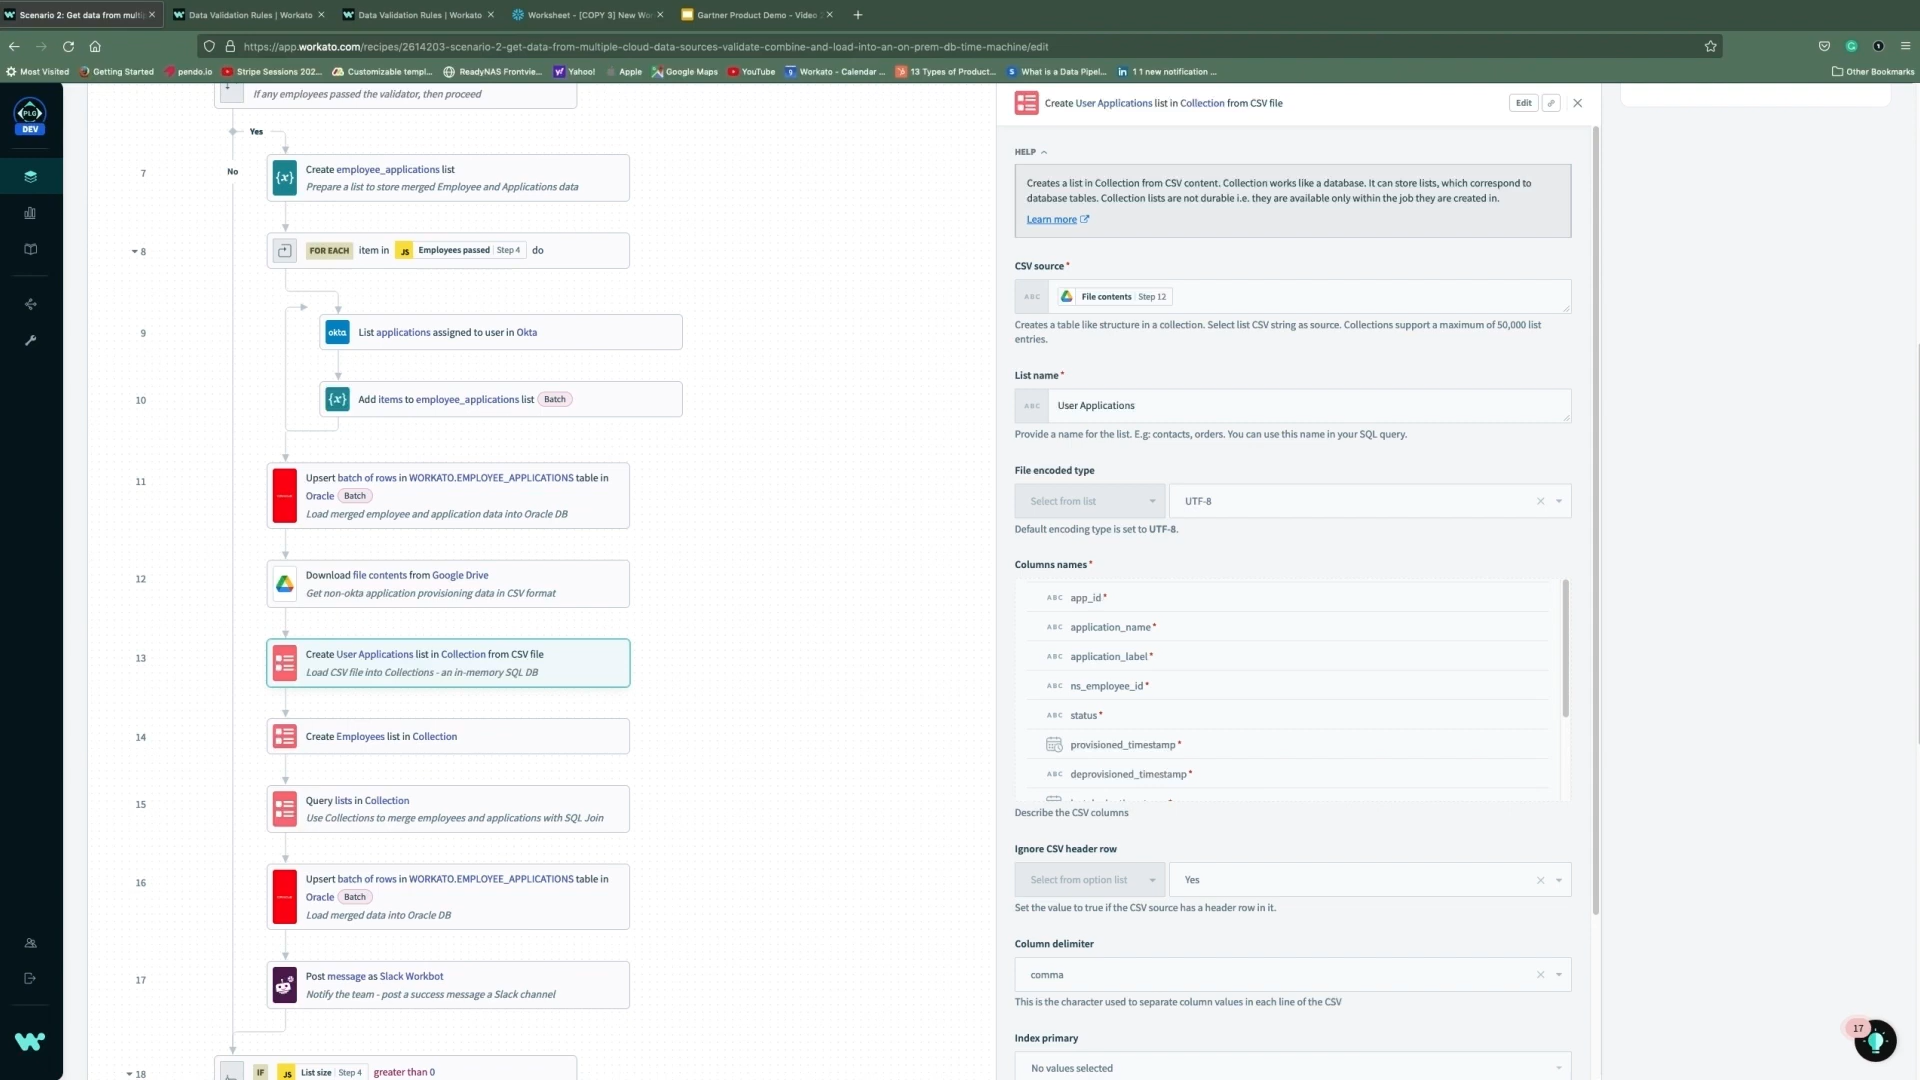 Scenario 2: Get data from multi
Data Validation Rules | Workato
Data Validation Rules | Workato
Worksheet - [COPY 3] New Wo
Gartner Product Demo - Video
https://app.workato.com/recipes/2614203-scenario-2-get-data-from-multiple-cloud-data-sources-validate-combine-and-load-into-an-on-prem-db-time-machine/edit
Most Visited
Getting Started
pendo.io
Stripe Sessions 202...
Customizable templ...
ReadyNAS Frontvie...
Yahoo!
Apple
Google Maps
YouTube
Workato - Calendar ...
13 Types of Product...
What is a Data Pipel...
1 1 new notification ...
Other Bookmarks
PLG
DEV
If any employees passed the validator, then proceed
Yes
No
7
Create employee_applications list
Prepare a list to store merged Employee and Applications data
8
FOR EACH item in JS Employees passed Step 4 do
9
okta List applications assigned to user in Okta
10
Add items to employee_applications list Batch
11
Upsert batch of rows in WORKATO.EMPLOYEE_APPLICATIONS table in
Oracle Batch
Load merged employee and application data into Oracle DB
12
Download file contents from Google Drive
Get non-okta application provisioning data in CSV format
13
Create User Applications list in Collection from CSV file
Load CSV file into Collections - an in-memory SQL DB
14
Create Employees list in Collection
15
Query lists in Collection
Use Collections to merge employees and applications with SQL Join
16
Upsert batch of rows in WORKATO.EMPLOYEE_APPLICATIONS table in
Oracle Batch
Load merged data into Oracle DB
17
Post message as Slack Workbot
Notify the team - post a success message a Slack channel
18
IF JS List size Step 4 greater than 0
Create User Applications list in Collection from CSV file
Edit
HELP
Creates a list in Collection from CSV content. Collection works like a database. It can store lists, which correspond to
database tables. Collection lists are not durable i.e. they are available only within the job they are created in.
Learn more
CSV source*
ABC File contents Step 12
Creates a table like structure in a collection. Select list CSV string as source. Collections support a maximum of 50,000 list
entries.
List name*
ABC User Applications
Provide a name for the list. E.g: contacts, orders. You can use this name in your SQL query.
File encoded type
Select from list
UTF-8
Default encoding type is set to UTF-8.
Columns names*
ABC app_id*
ABC application_name*
ABC application_label*
ABC ns_employee_id*
ABC status*
provisioned_timestamp*
ABC deprovisioned_timestamp*
Describe the CSV columns
Ignore CSV header row
Select from option list
Yes
Set the value to true if the CSV source has a header row in it.
Column delimiter
comma
This is the character used to separate column values in each line of the CSV
Index primary
No values selected
17